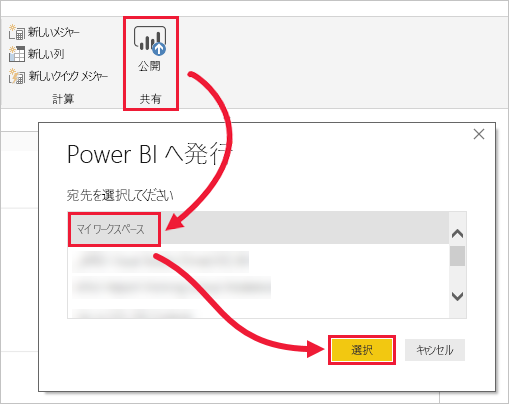 新しいメジャー
新しい列
新しいクイック メジャー
計算
公開
共有
Power BI へ発行
宛先を選択してください
マイ ワークスペース
選択
キャンセル